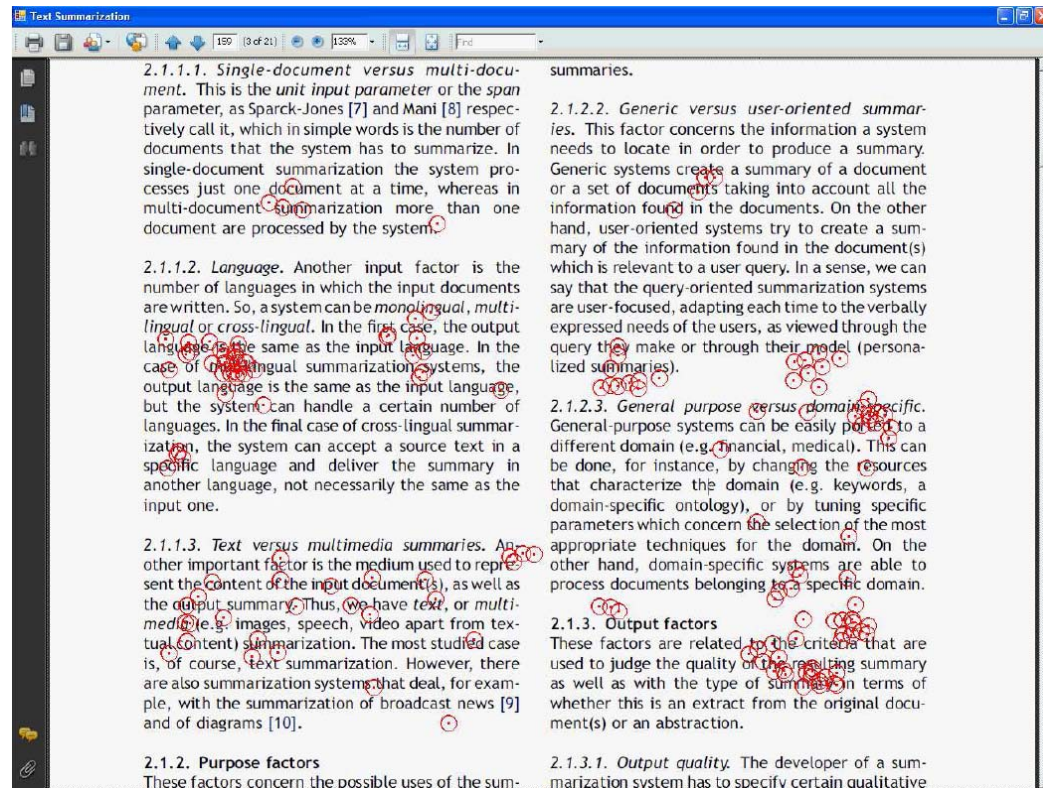 Text Summarization
159 (3 of 21) 133% Find
2.1.1.1. Single-document versus multi-docu-
ment. This is the unit input parameter or the span
parameter, as Sparck-Jones [7] and Mani [8] respec-
tively call it, which in simple words is the number of
documents that the system has to summarize. In
single-document summarization the system pro-
cesses just one document at a time, whereas in
multi-document summarization more than one
document are processed by the system.
2.1.1.2. Language. Another input factor is the
number of languages in which the input documents
are written. So, a system can be monolingual, multi-
lingual or cross-lingual. In the first case, the output
language is the same as the input language. In the
case of multilingual summarization systems, the
output language is the same as the input language,
but the system can handle a certain number of
languages. In the final case of cross-lingual summar-
ization, the system can accept a source text in a
specific language and deliver the summary in
another language, not necessarily the same as the
input one.
2.1.1.3. Text versus multimedia summaries. An-
other important factor is the medium used to repre-
sent the content of the input document(s), as well as
the output summary. Thus, we have text, or multi-
media (e.g. images, speech, video apart from tex-
tual content) summarization. The most studied case
is, of course, text summarization. However, there
are also summarization systems that deal, for exam-
ple, with the summarization of broadcast news [9]
and of diagrams [10].
2.1.2. Purpose factors
These factors concern the possible uses of the sum-
summaries.
2.1.2.2. Generic versus user-oriented summar-
ies. This factor concerns the information a system
needs to locate in order to produce a summary.
Generic systems create a summary of a document
or a set of documents taking into account all the
information found in the documents. On the other
hand, user-oriented systems try to create a sum-
mary of the information found in the document(s)
which is relevant to a user query. In a sense, we can
say that the query-oriented summarization systems
are user-focused, adapting each time to the verbally
expressed needs of the users, as viewed through the
query they make or through their model (persona-
lized summaries).
2.1.2.3. General purpose versus domain-specific.
General-purpose systems can be easily ported to a
different domain (e.g. financial, medical). This can
be done, for instance, by changing the resources
that characterize the domain (e.g. keywords, a
domain-specific ontology), or by tuning specific
parameters which concern the selection of the most
appropriate techniques for the domain. On the
other hand, domain-specific systems are able to
process documents belonging to a specific domain.
2.1.3. Output factors
These factors are related to the criteria that are
used to judge the quality of the resulting summary
as well as with the type of summary in terms of
whether this is an extract from the original docu-
ment(s) or an abstraction.
2.1.3.1. Output quality. The developer of a sum-
marization system has to specify certain qualitative